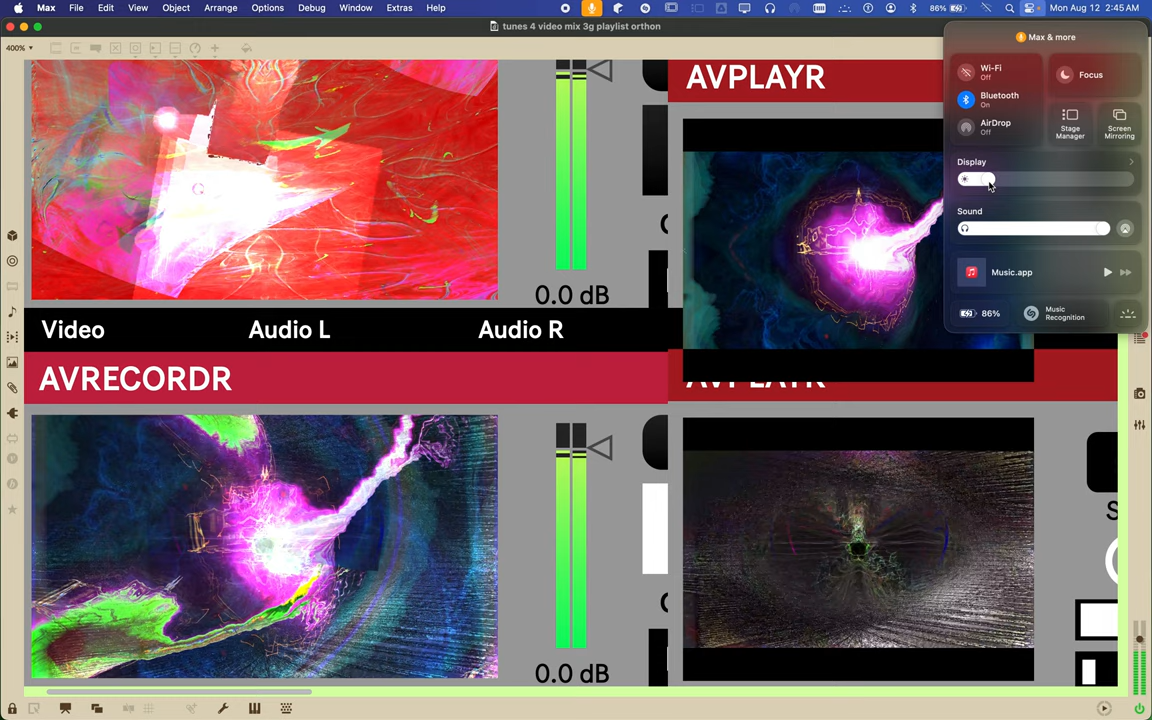 Max File Edit View Object Arrange Options Debug Window Extras Help
86% Mon Aug 12 2:45 AM
tunes 4 video mix 3g playlist orthon
400%
Max & more
Wi-Fi
Off
Focus
Bluetooth
On
AirDrop
Off
Stage
Manager
Screen
Mirroring
Display
Sound
Music.app
86%
Music
Recognition
AVPLAYR
0.0 dB
Video Audio L Audio R
AVRECORDR
AVPLAYR
0.0 dB